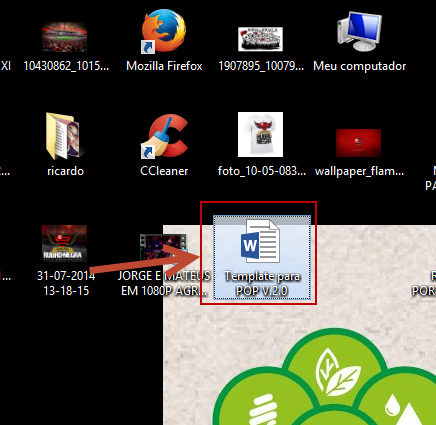 XI
10430862_1015...
Mozilla Firefox
1907895_10079...
Meu computador
...
ricardo
CCleaner
foto_10-05-083...
wallpaper_flam...
PA
...
31-07-2014
13-18-15
JORGE E MATEUS
EM 1080P AGR...
W
Template para
POP V.2.0
R
PORT